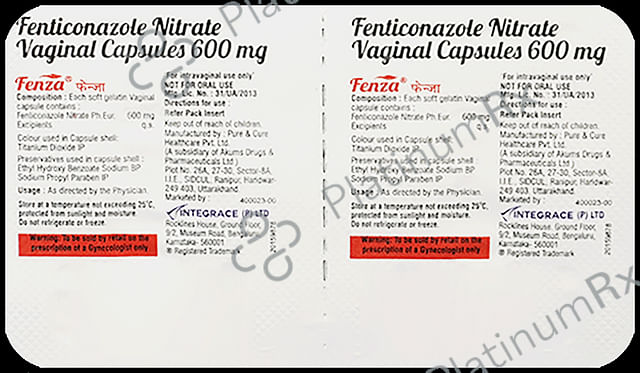 Fenticonazole Nitrate
Vaginal Capsules 600 mg
Fenza® फेन्जा
Composition : Each soft gelatin Vaginal
capsule contains :
Fenticonazole Nitrate Ph.Eur. 600 mg
Excipients q.s.
Colour used in Capsule shell:
Titanium Dioxide IP
Preservatives used in capsule shell :
Ethyl Hydroxy Benzoate Sodium BP
Sodium Propyl Paraben IP
Usage : As directed by the Physician.
Store at a temperature not exceeding 25°C,
protected from sunlight and moisture.
Do not refrigerate or freeze.
Warning: To be sold by retail on the
prescription of a Gynecologist only
'For intravaginal use only'
NOT FOR ORAL USE
Mfg. Lic. No. : 31/UA/2013
Directions for use :
Refer Pack Insert
Keep out of reach of children.
Manufactured by : Pure & Cure
Healthcare Pvt. Ltd.
(A subsidiary of Akums Drugs &
Pharmaceuticals Ltd.)
Plot No. 26A, 27-30, Sector-8A,
I.I.E., SIDCUL, Ranipur, Haridwar-
249 403, Uttarakhand.
Marketed by : 400023-00
INTEGRACE (P) LTD
Rocklines House, Ground Floor,
9/2, Museum Road, Bengaluru,
Karnataka- 560001
® Registered Trademark
20159878
Fenticonazole Nitrate
Vaginal Capsules 600 mg
Fenza® फेन्जा
Composition : Each soft gelatin Vaginal
capsule contains :
Fenticonazole Nitrate Ph.Eur. 600 mg
Excipients q.s.
Colour used in Capsule shell:
Titanium Dioxide IP
Preservatives used in capsule shell :
Ethyl Hydroxy Benzoate Sodium BP
Sodium Propyl Paraben IP
Usage : As directed by the Physician.
Store at a temperature not exceeding 25°C,
protected from sunlight and moisture.
Do not refrigerate or freeze.
Warning: To be sold by retail on the
prescription of a Gynecologist only
'For intravaginal use only'
NOT FOR ORAL USE
Mfg. Lic. No. : 31/UA/2013
Directions for use :
Refer Pack Insert
Keep out of reach of children.
Manufactured by : Pure & Cure
Healthcare Pvt. Ltd.
(A subsidiary of Akums Drugs &
Pharmaceuticals Ltd.)
Plot No. 26A, 27-30, Sector-8A,
I.I.E., SIDCUL, Ranipur, Haridwar-
249 403, Uttarakhand.
Marketed by : 400023-00
INTEGRACE (P) LTD
Rocklines House, Ground Floor,
9/2, Museum Road, Bengaluru,
Karnataka- 560001
® Registered Trademark
20159878
PlatinumRx
PlatinumRx